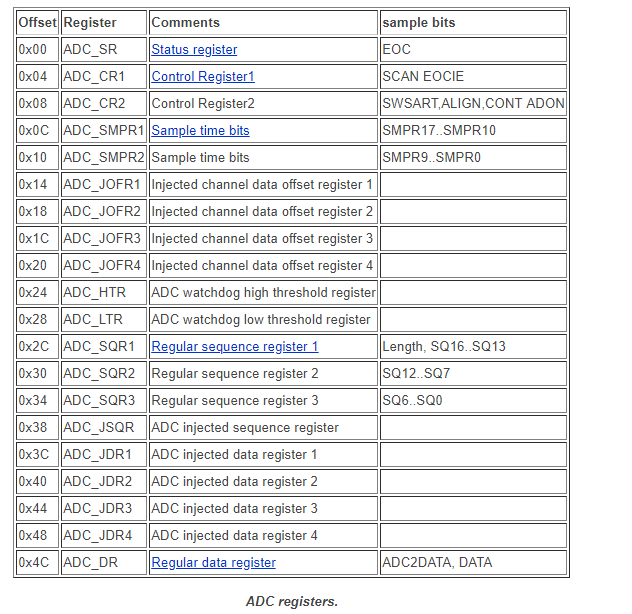 Offset Register Comments sample bits
0x00 ADC_SR Status register EOC
0x04 ADC_CR1 Control Register1 SCAN EOCIE
0x08 ADC_CR2 Control Register2 SWSART,ALIGN,CONT ADON
0x0C ADC_SMPR1 Sample time bits SMPR17..SMPR10
0x10 ADC_SMPR2 Sample time bits SMPR9..SMPR0
0x14 ADC_JOFR1 Injected channel data offset register 1
0x18 ADC_JOFR2 Injected channel data offset register 2
0x1C ADC_JOFR3 Injected channel data offset register 3
0x20 ADC_JOFR4 Injected channel data offset register 4
0x24 ADC_HTR ADC watchdog high threshold register
0x28 ADC_LTR ADC watchdog low threshold register
0x2C ADC_SQR1 Regular sequence register 1 Length, SQ16..SQ13
0x30 ADC_SQR2 Regular sequence register 2 SQ12..SQ7
0x34 ADC_SQR3 Regular sequence register 3 SQ6..SQ0
0x38 ADC_JSQR ADC injected sequence register
0x3C ADC_JDR1 ADC injected data register 1
0x40 ADC_JDR2 ADC injected data register 2
0x44 ADC_JDR3 ADC injected data register 3
0x48 ADC_JDR4 ADC injected data register 4
0x4C ADC_DR Regular data register ADC2DATA, DATA
ADC registers.